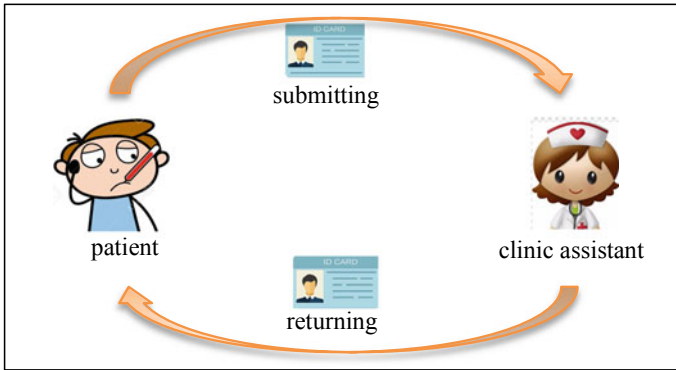 ID CARD
submitting
patient
clinic assistant
ID CARD
returning